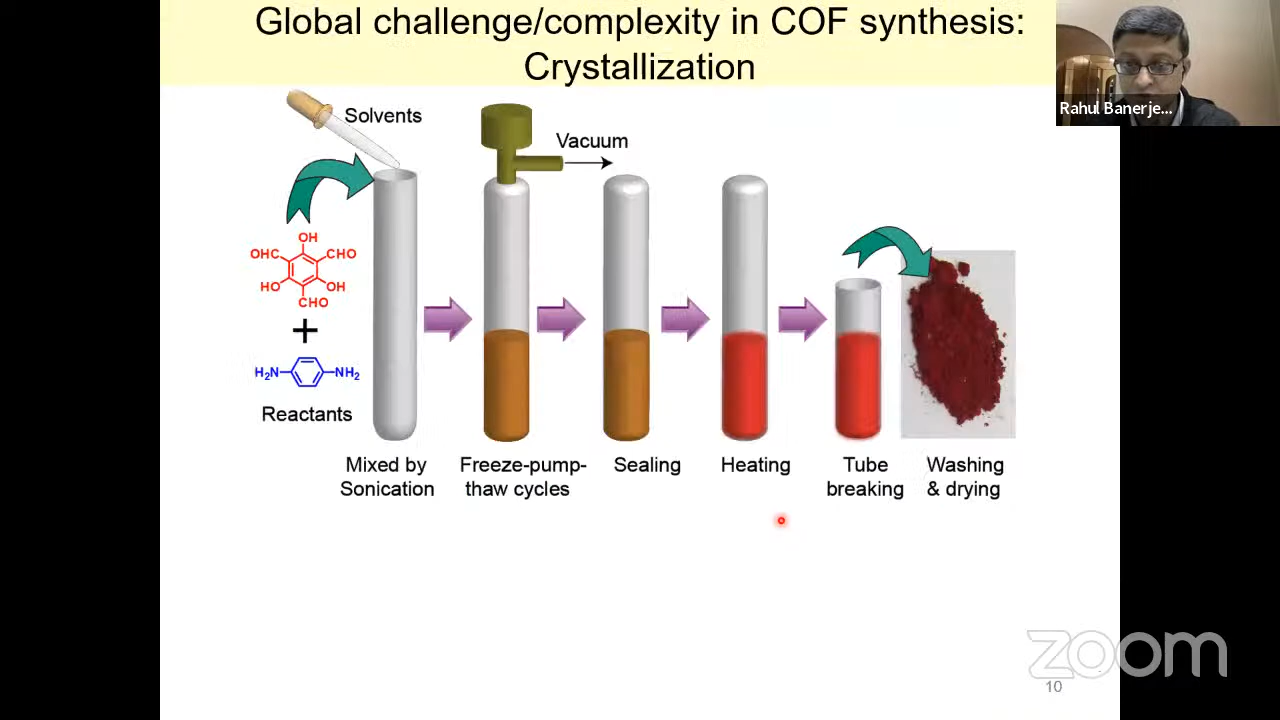 Global challenge/complexity in COF synthesis:
Crystallization
Rahul Banerje...
Solvents
Vacuum
OH
OHC
CHO
HO
OH
CHO
+
H₂N
NH₂
Reactants
Mixed by
Sonication
Freeze-pump-
thaw cycles
Sealing
Heating
Tube
breaking
Washing
& drying
zoom
10